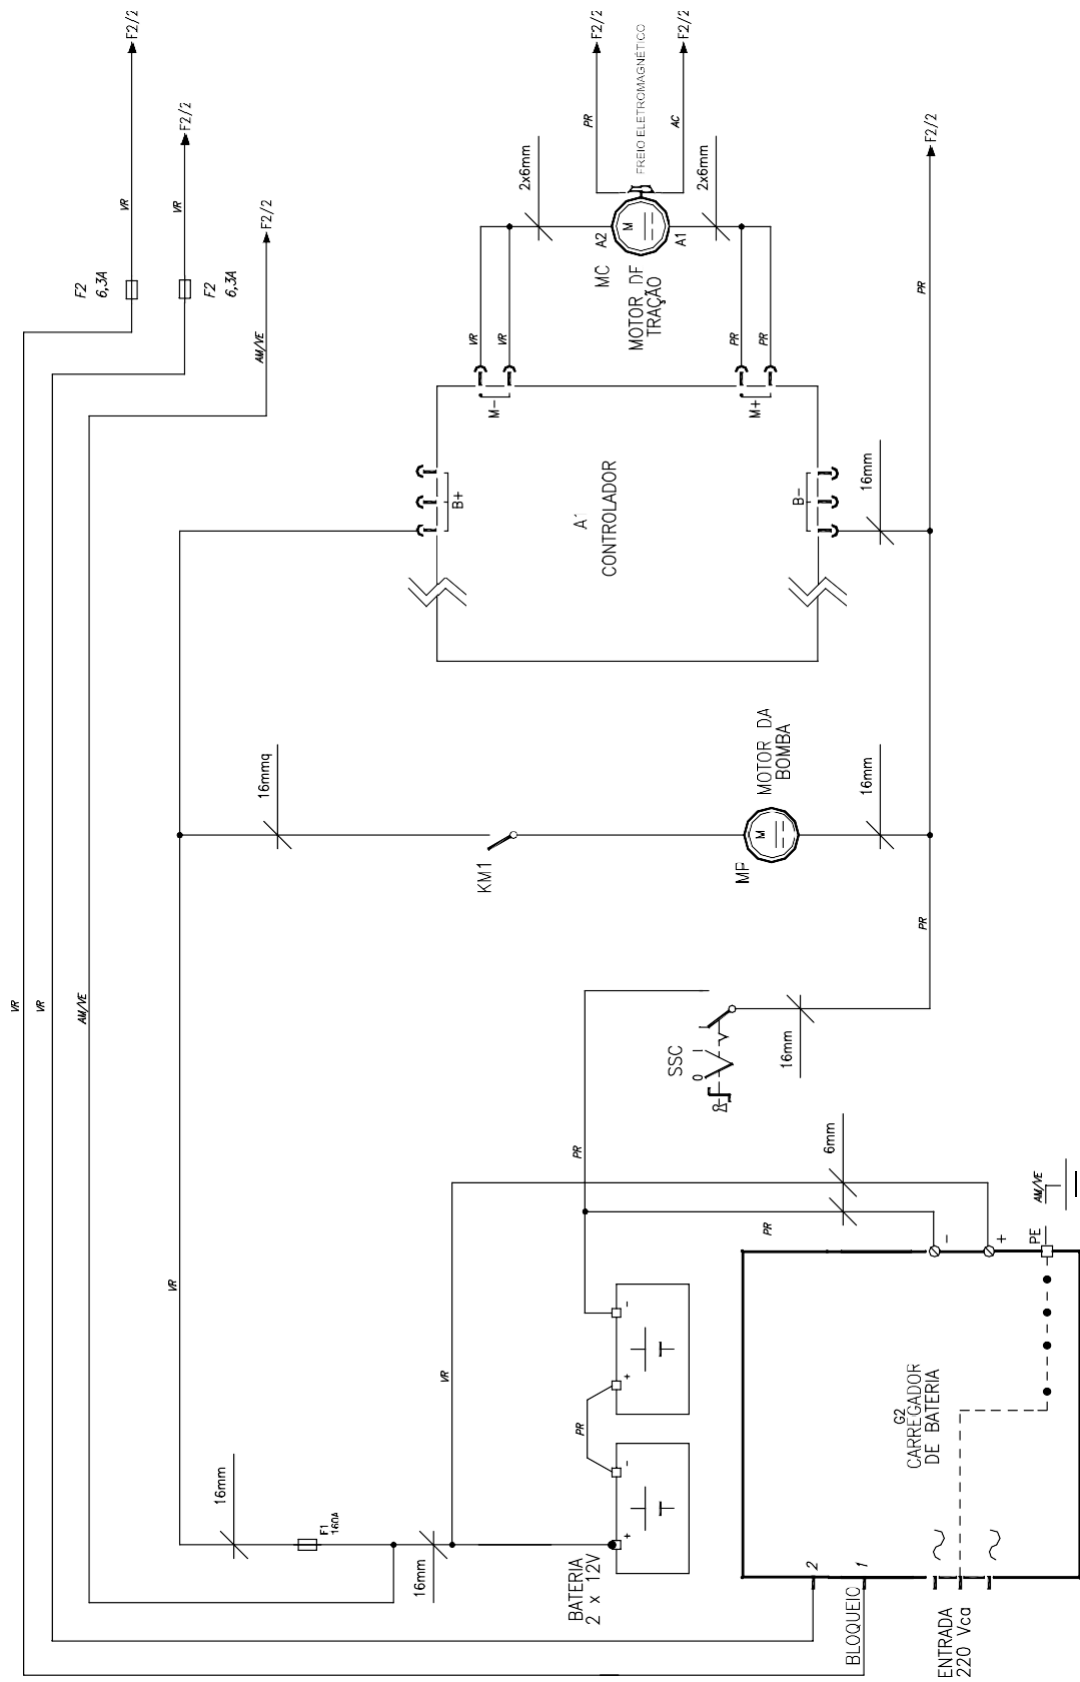 F2/2
F2/2
F2/2
F2/2
F2/2
F2/2
VR
VR
F2
6,3A
F2
6,3A
AM/VE
PR
FREIO ELETROMAGNÉTICO
AC
2x6mm
2x6mm
A2
M
A1
MC
MOTOR DE
TRAÇÃO
VR
VR
PR
PR
PR
M-
M+
B+
B-
A1
CONTROLADOR
16mm
VR
VR
AM/VE
16mmq
KM1
M
MP
MOTOR DA
BOMBA
16mm
PR
SSC
0
I
16mm
PR
6mm
PR
VR
VR
AM/VE
PE
-
+
16mm
F1
160A
16mm
+
-
PR
+
-
BATERIA
2 x 12V
G2
CARREGADOR
DE BATERIA
2
1
BLOQUEIO
ENTRADA
220 Vca